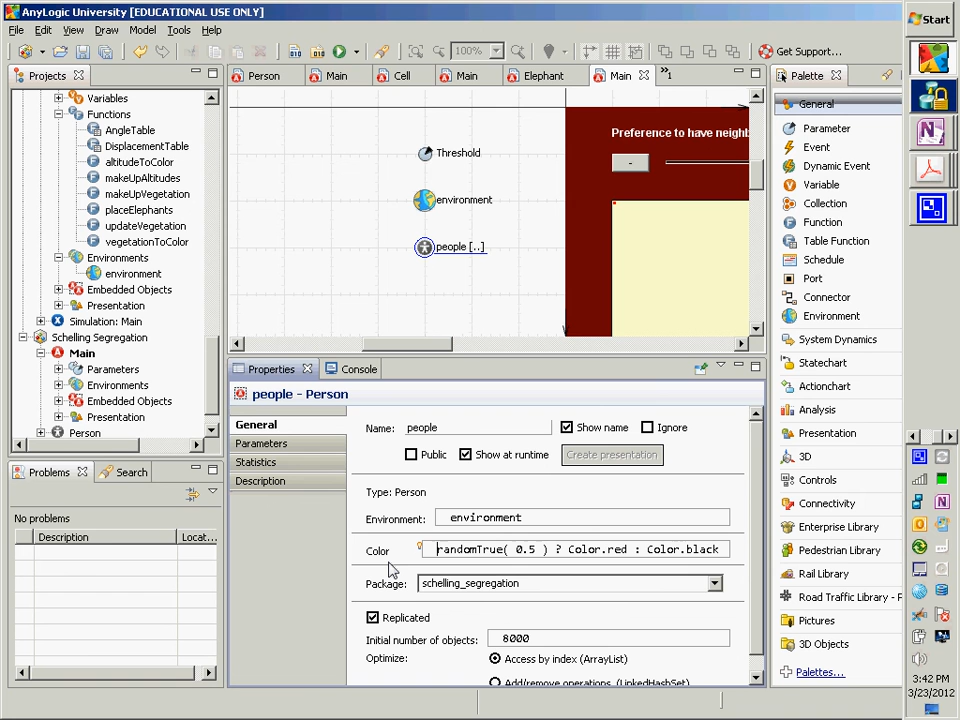 AnyLogic University [EDUCATIONAL USE ONLY]
File Edit View Draw Model Tools Help
100%
Get Support...
Start
Projects
Variables
Functions
AngleTable
DisplacementTable
altitudeToColor
makeUpAltitudes
makeUpVegetation
placeElephants
updateVegetation
vegetationToColor
Environments
environment
Embedded Objects
Presentation
Simulation: Main
Schelling Segregation
Main
Parameters
Environments
Embedded Objects
Presentation
Person
Problems
Search
No problems
Description
Locat...
Person
Main
Cell
Main
Elephant
Main
»1
Threshold
environment
people [..]
Preference to have neighb
-
Properties
Console
people - Person
General
Parameters
Statistics
Description
Name:
people
Show name
Ignore
Public
Show at runtime
Create presentation
Type: Person
Environment:
environment
Color
randomTrue( 0.5 ) ? Color.red : Color.black
Package:
schelling_segregation
Replicated
Initial number of objects:
8000
Optimize:
Access by index (ArrayList)
Add/remove operations (LinkedHashSet)
Palette
General
Parameter
Event
Dynamic Event
Variable
Collection
Function
Table Function
Schedule
Port
Connector
Environment
System Dynamics
Statechart
Actionchart
Analysis
Presentation
3D
Controls
Connectivity
Enterprise Library
Pedestrian Library
Rail Library
Road Traffic Library - P
Pictures
3D Objects
Palettes...
3:42 PM
3/23/2012